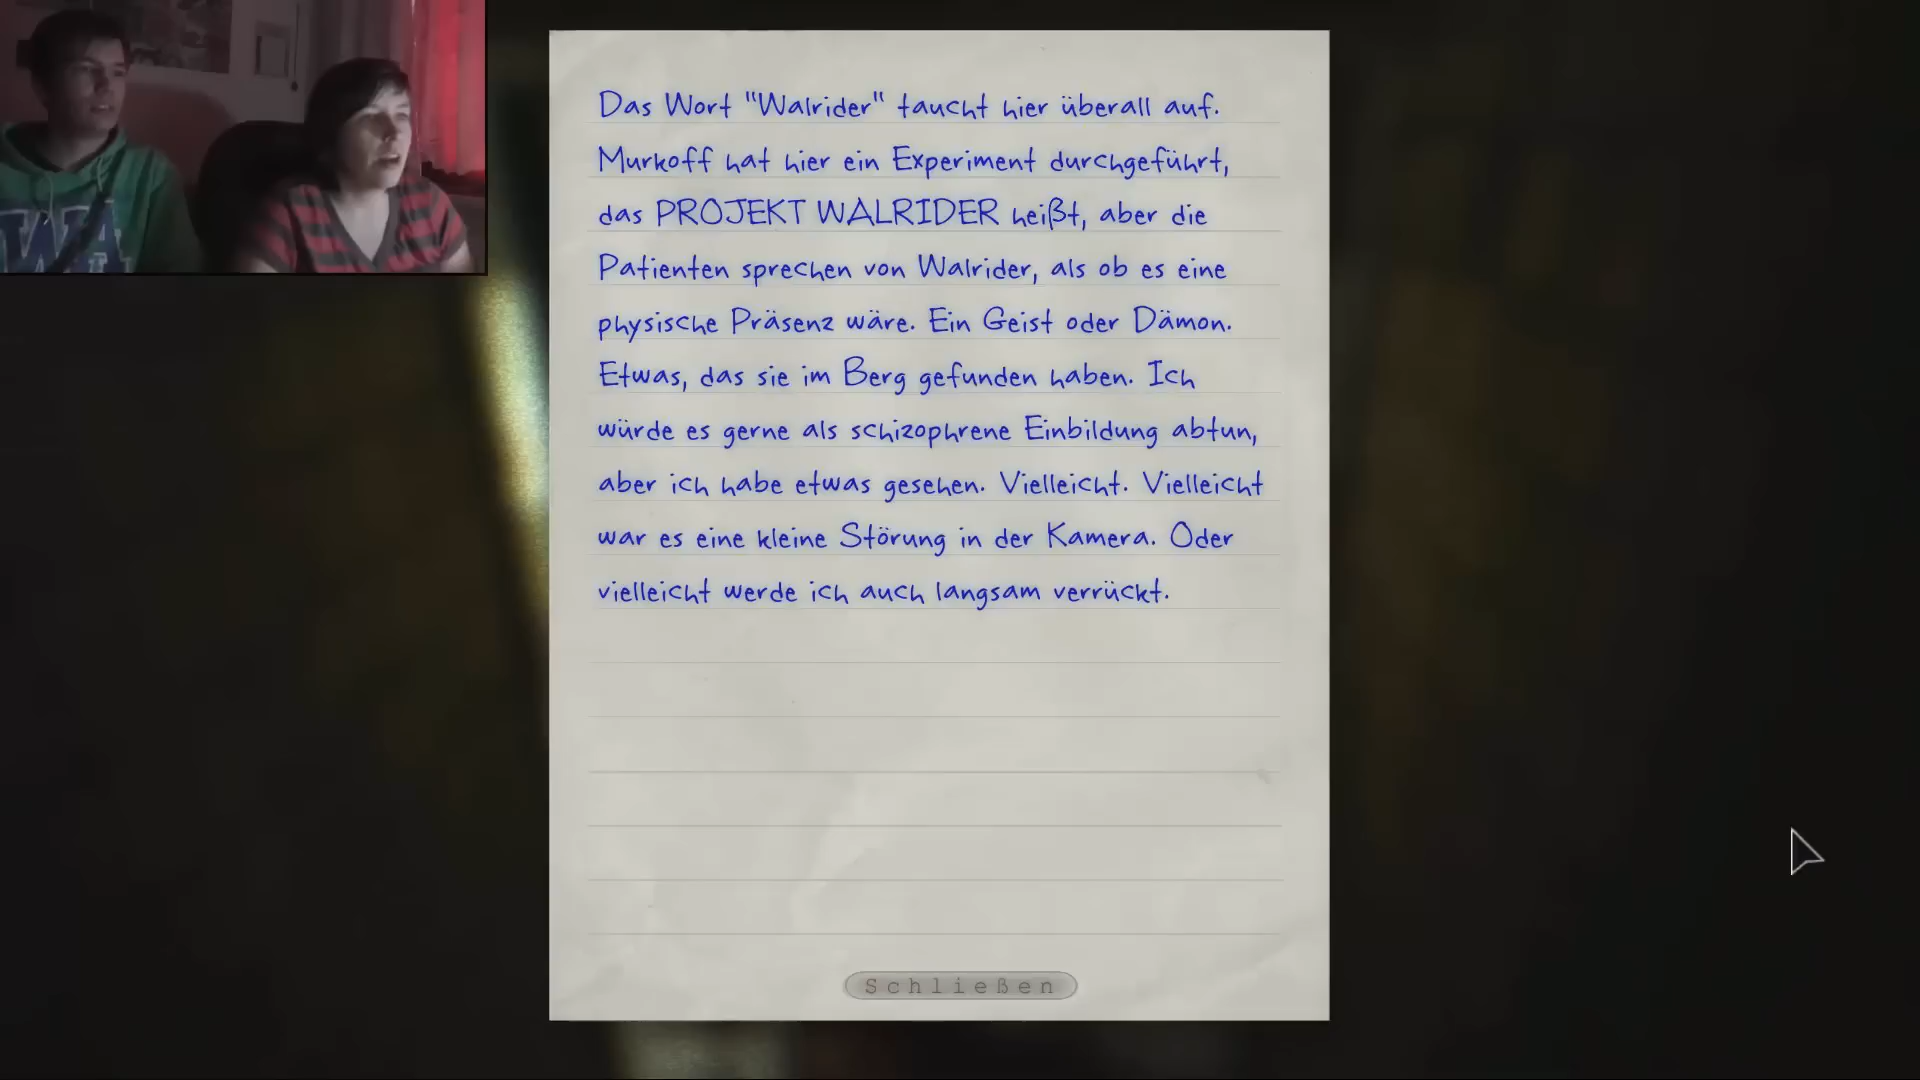 Das Wort "Walrider" taucht hier überall auf.
Murkoff hat hier ein Experiment durchgeführt,
das PROJEKT WALRIDER heißt, aber die
Patienten sprechen von Walrider, als ob es eine
physische Präsenz wäre. Ein Geist oder Dämon.
Etwas, das sie im Berg gefunden haben. Ich
würde es gerne als schizophrene Einbildung abtun,
aber ich habe etwas gesehen. Vielleicht. Vielleicht
war es eine kleine Störung in der Kamera. Oder
vielleicht werde ich auch langsam verrückt.
Schließen